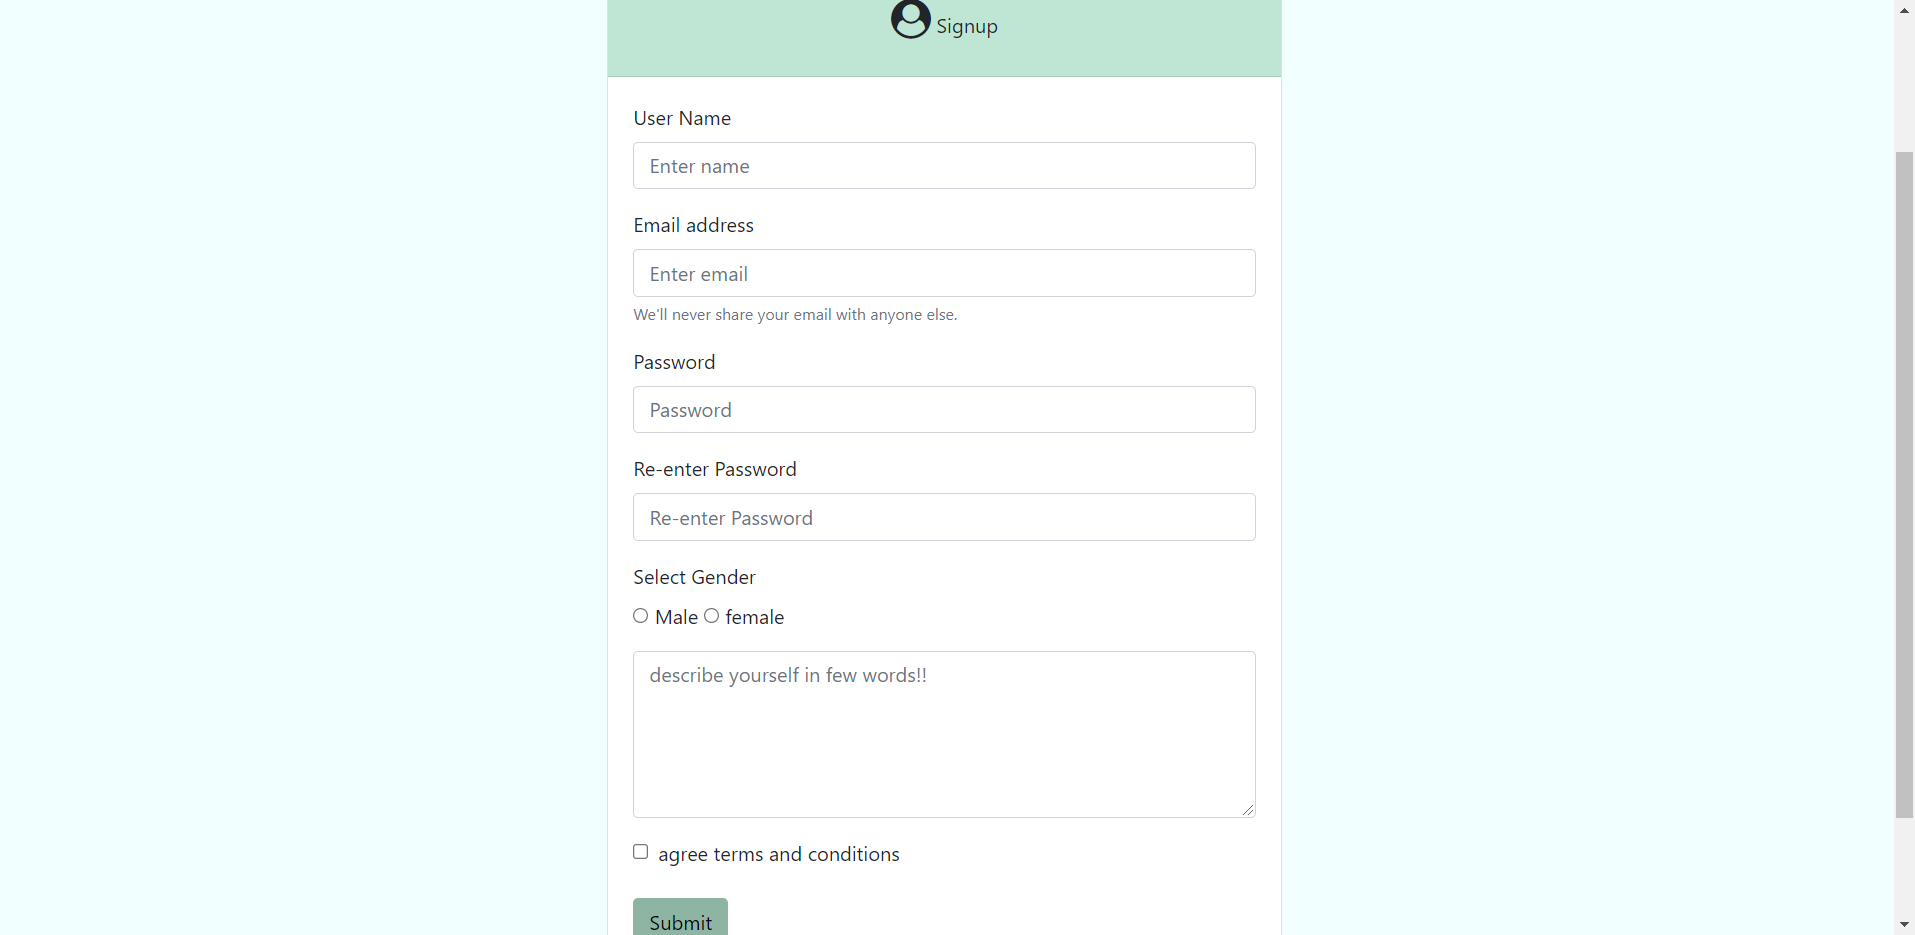 Signup
User Name
Enter name
Email address
Enter email
We'll never share your email with anyone else.
Password
Password
Re-enter Password
Re-enter Password
Select Gender
Male female
describe yourself in few words!!
agree terms and conditions
Submit